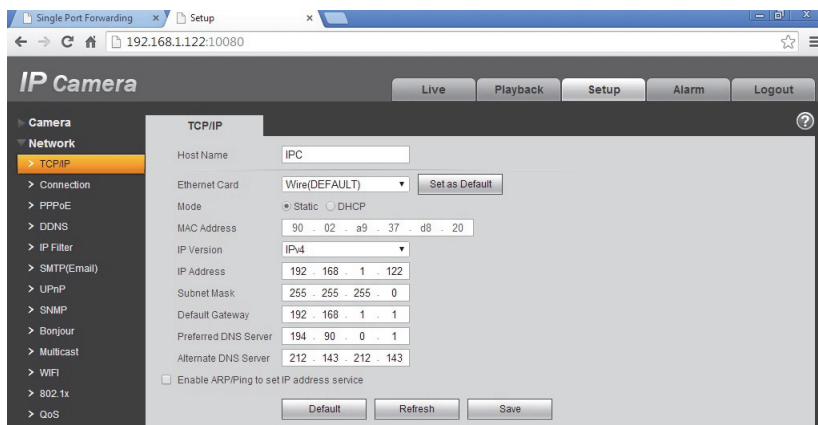 Single Port Forwarding × Setup ×
192.168.1.122:10080
IP Camera
Live Playback Setup Alarm Logout
Camera
Network
> TCP/IP
> Connection
> PPPoE
> DDNS
> IP Filter
> SMTP(Email)
> UPnP
> SNMP
> Bonjour
> Multicast
> WIFI
> 802.1x
> QoS
TCP/IP
?
Host Name IPC
Ethernet Card Wire(DEFAULT) Set as Default
Mode Static DHCP
MAC Address 90 . 02 . a9 . 37 . d8 . 20
IP Version IPv4
IP Address 192 . 168 . 1 . 122
Subnet Mask 255 . 255 . 255 . 0
Default Gateway 192 . 168 . 1 . 1
Preferred DNS Server 194 . 90 . 0 . 1
Alternate DNS Server 212 . 143 . 212 . 143
Enable ARP/Ping to set IP address service
Default Refresh Save